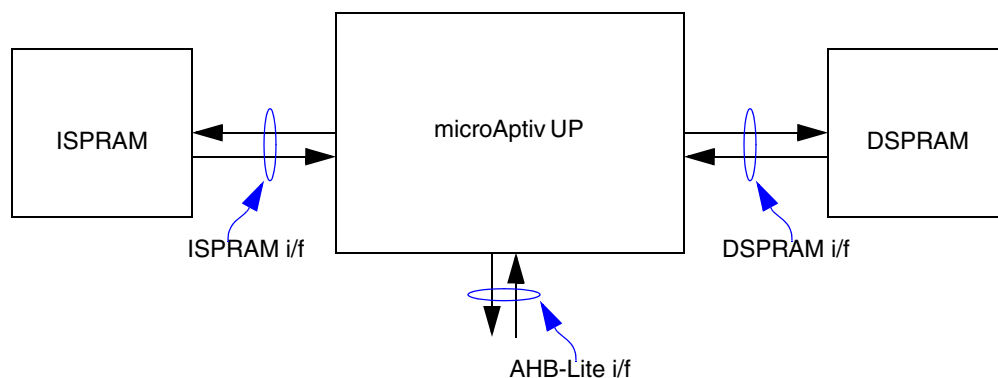 microAptiv UP
ISPRAM
DSPRAM
ISPRAM i/f
DSPRAM i/f
AHB-Lite i/f